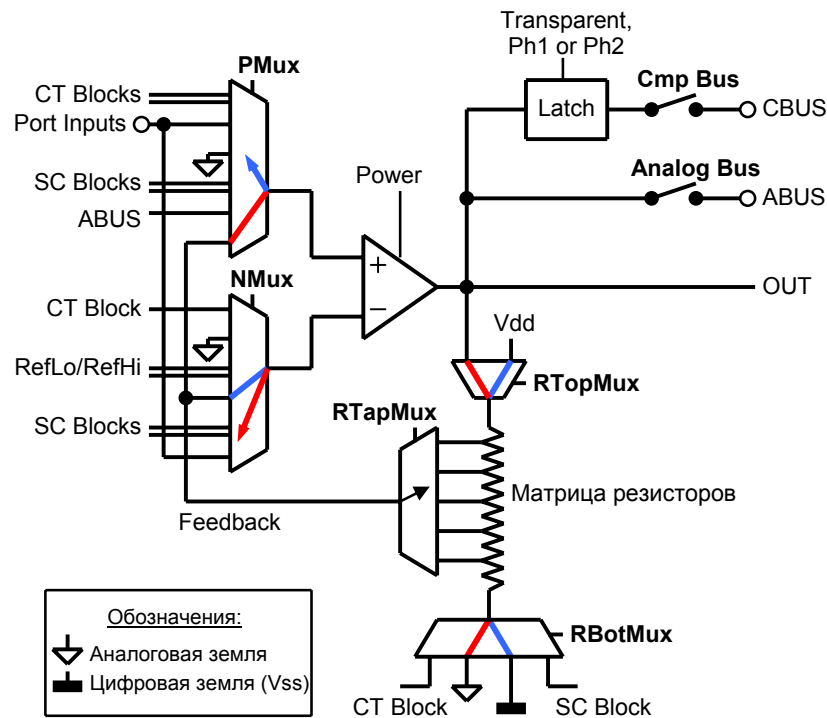 Transparent,
Ph1 or Ph2
PMux
Cmp Bus
CT Blocks
Latch
CBUS
Port Inputs
Analog Bus
SC Blocks
Power
ABUS
ABUS
+
NMux
−
CT Block
OUT
Vdd
RefLo/RefHi
RTopMux
RTapMux
SC Blocks
Матрица резисторов
Feedback
Обозначения:
Аналоговая земля
Цифровая земля (Vss)
RBotMux
CT Block
SC Block